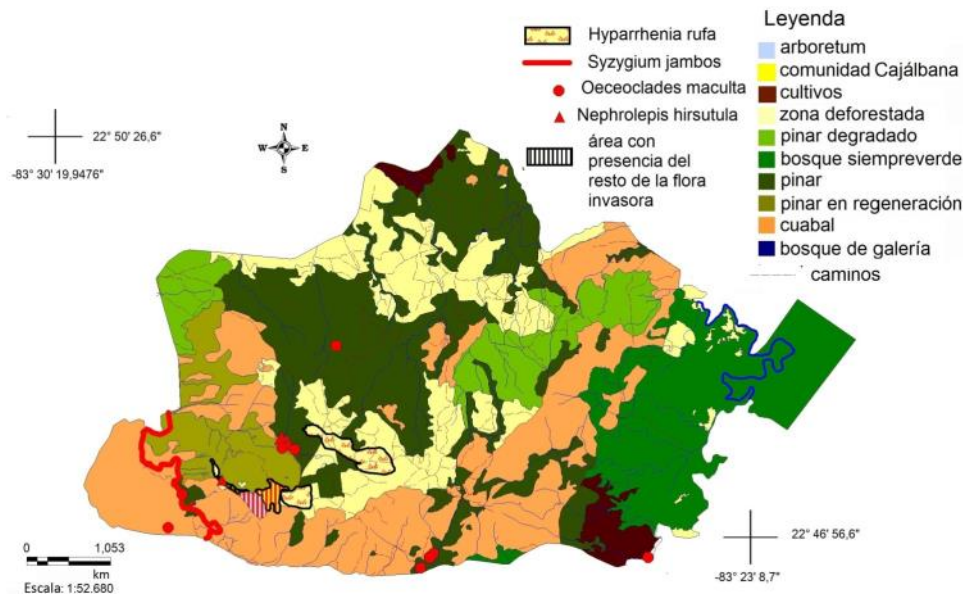 Hyparrhenia rufa
Syzygium jambos
Oeceoclades maculta
Nephrolepis hirsutula
área con
presencia del
resto de la flora
invasora
Leyenda
arboretum
comunidad Cajálbana
cultivos
zona deforestada
pinar degradado
bosque siempreverde
pinar
pinar en regeneración
cuabal
bosque de galería
caminos
22° 50' 26,6"
-83° 30' 19,9476"
N
W E
S
22° 46' 56,6"
-83° 23' 8,7"
0 1,053
km
Escala: 1:52.680